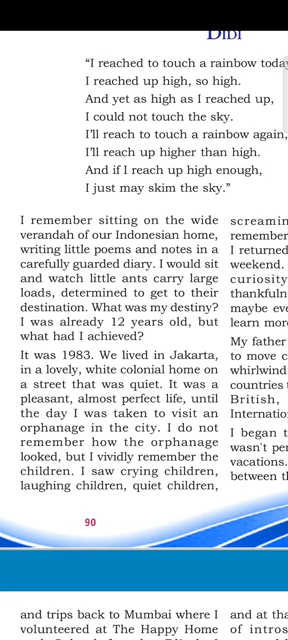 DIDI
“I reached to touch a rainbow today
I reached up high, so high.
And yet as high as I reached up,
I could not touch the sky.
I’ll reach to touch a rainbow again,
I’ll reach up higher than high.
And if I reach up high enough,
I just may skim the sky.”
I remember sitting on the wide
verandah of our Indonesian home,
writing little poems and notes in a
carefully guarded diary. I would sit
and watch little ants carry large
loads, determined to get to their
destination. What was my destiny?
I was already 12 years old, but
what had I achieved?
It was 1983. We lived in Jakarta,
in a lovely, white colonial home on
a street that was quiet. It was a
pleasant, almost perfect life, until
the day I was taken to visit an
orphanage in the city. I do not
remember how the orphanage
looked, but I vividly remember the
children. I saw crying children,
laughing children, quiet children,
screamin
remember
I returned
weekend.
curiosity
thankfuln
maybe eve
learn more
My father
to move c
whirlwind
countries t
British,
Internatio
I began t
wasn't per
vacations.
between th
90
and trips back to Mumbai where I
volunteered at The Happy Home
and at tha
of intros